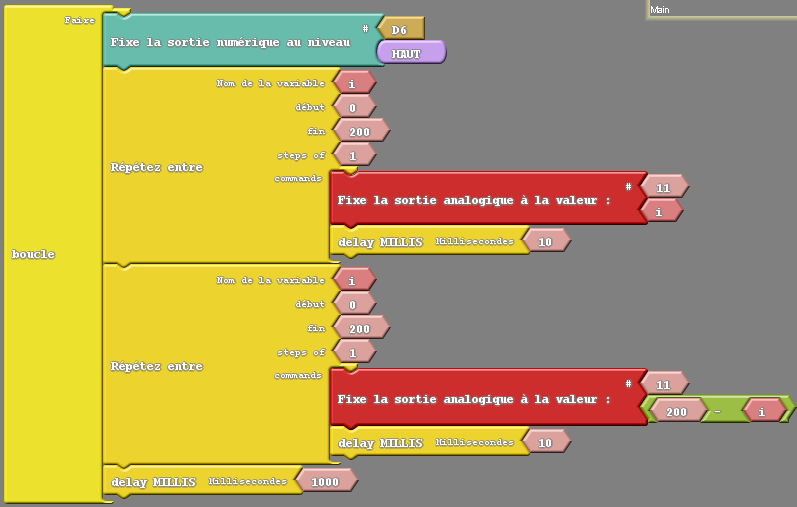 Main
Faire
Fixe la sortie numérique au niveau # D6
HAUT
Nom de la variable i
début 0
fin 200
steps of 1
Répétez entre
commands
Fixe la sortie analogique à la valeur : # 11
i
delay MILLIS Millisecondes 10
boucle
Nom de la variable i
début 0
fin 200
steps of 1
Répétez entre
commands
Fixe la sortie analogique à la valeur : # 11
200 - i
delay MILLIS Millisecondes 10
delay MILLIS Millisecondes 1000